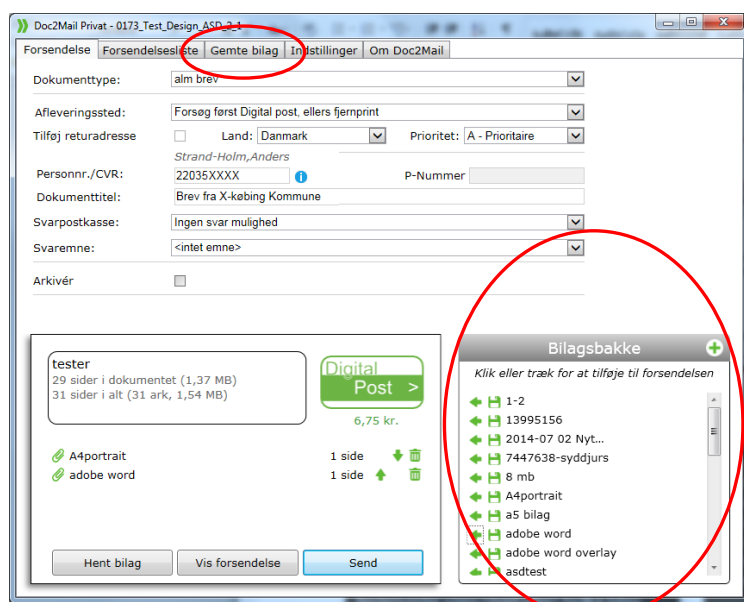 Doc2Mail Privat - 0173_Test_Design_ASD_2_1
Forsendelse Forsendelsesliste Gemte bilag Indstillinger Om Doc2Mail
Dokumenttype: alm brev
Afleveringssted: Forsøg først Digital post, ellers fjernprint
Tilføj returadresse Land: Danmark Prioritet: A - Prioritaire
Strand-Holm,Anders
Personnr./CVR: 22035XXXX P-Nummer
Dokumenttitel: Brev fra X-købing Kommune
Svarpostkasse: Ingen svar mulighed
Svaremne: <intet emne>
Arkivér
tester
29 sider i dokumentet (1,37 MB)
31 sider i alt (31 ark, 1,54 MB)
Digital
Post >
6,75 kr.
A4portrait 1 side
adobe word 1 side
Hent bilag Vis forsendelse Send
Bilagsbakke
Klik eller træk for at tilføje til forsendelsen
1-2
13995156
2014-07 02 Nyt...
7447638-syddjurs
8 mb
A4portrait
a5 bilag
adobe word
adobe word overlay
asdtest